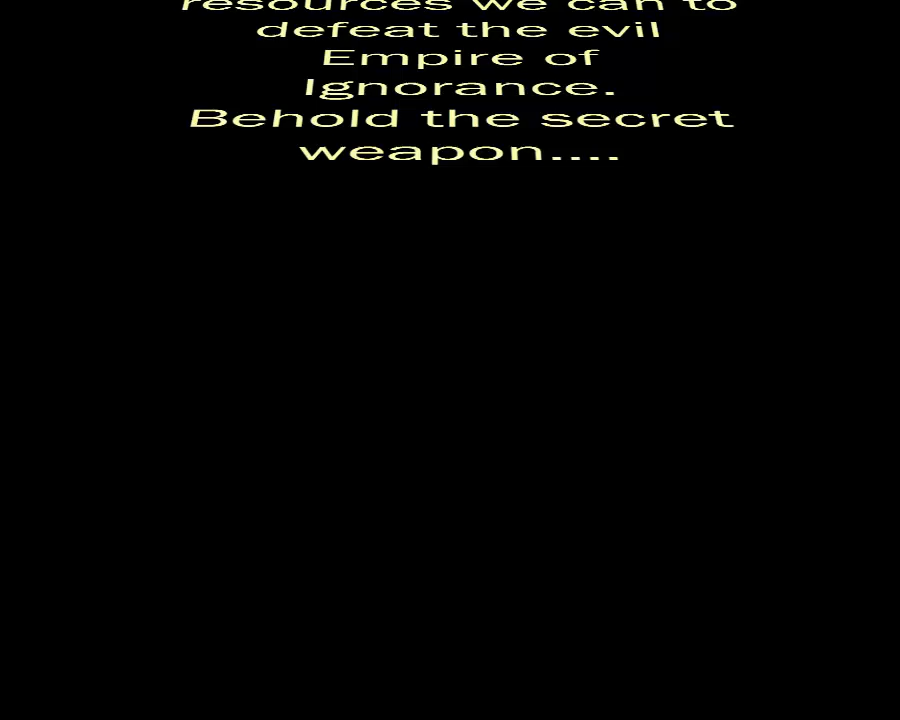 resources we can to
defeat the evil
Empire of
Ignorance.
Behold the secret
weapon....